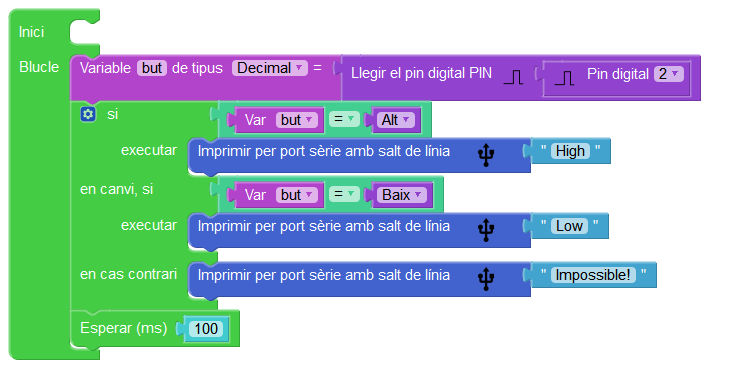 Inici
Blucle Variable but de tipus Decimal = Llegir el pin digital PIN Pin digital 2
si Var but = Alt
executar Imprimir per port sèrie amb salt de línia " High "
en canvi, si Var but = Baix
executar Imprimir per port sèrie amb salt de línia " Low "
en cas contrari Imprimir per port sèrie amb salt de línia " Impossible! "
Esperar (ms) 100